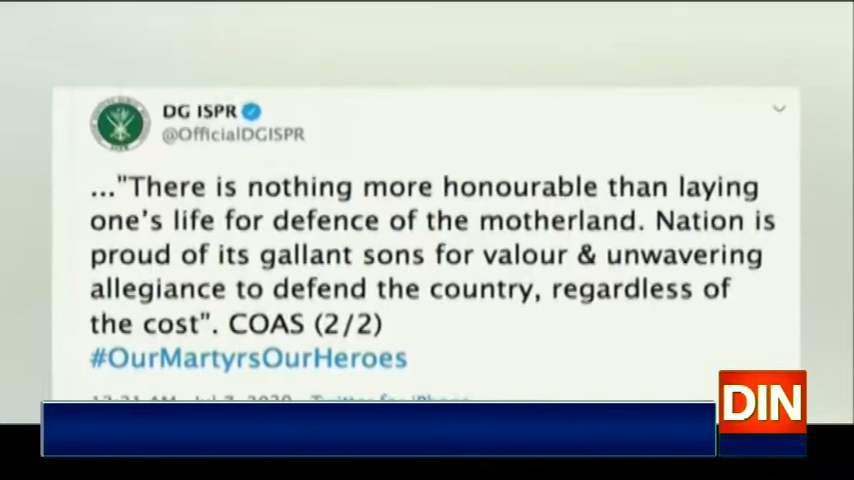 DG ISPR
@OfficialDGISPR
..."There is nothing more honourable than laying
one's life for defence of the motherland. Nation is
proud of its gallant sons for valour & unwavering
allegiance to defend the country, regardless of
the cost". COAS (2/2)
#OurMartyrsOurHeroes
DIN